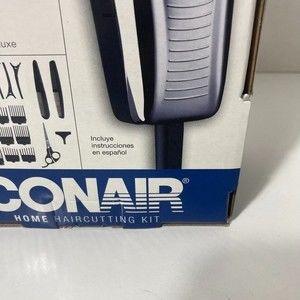 uxe
Incluye
instrucciones
en español
CONAIR®
HOME HAIRCUTTING KIT